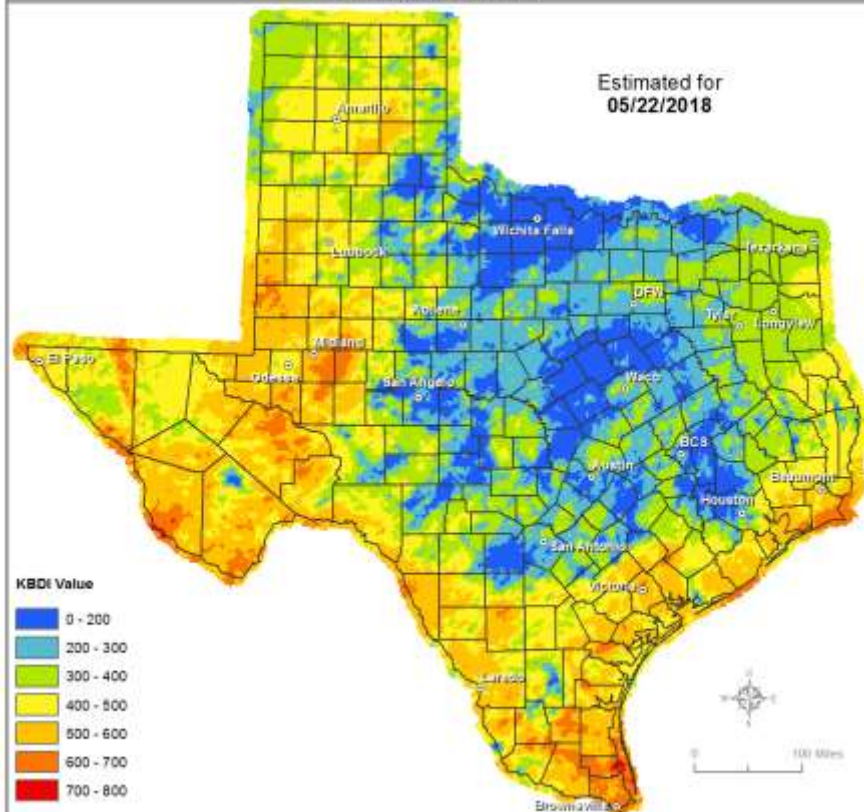 Estimated for
05/22/2018
Amarillo
Wichita Falls
Lubbock
Texarkana
DFW
Abilene
Tyler
Longview
Midland
El Paso
Odessa
San Angelo
Waco
BCS
Austin
Beaumont
Houston
San Antonio
Victoria
Laredo
Brownsville
KBDI Value
0 - 200
200 - 300
300 - 400
400 - 500
500 - 600
600 - 700
700 - 800
0 100 Miles